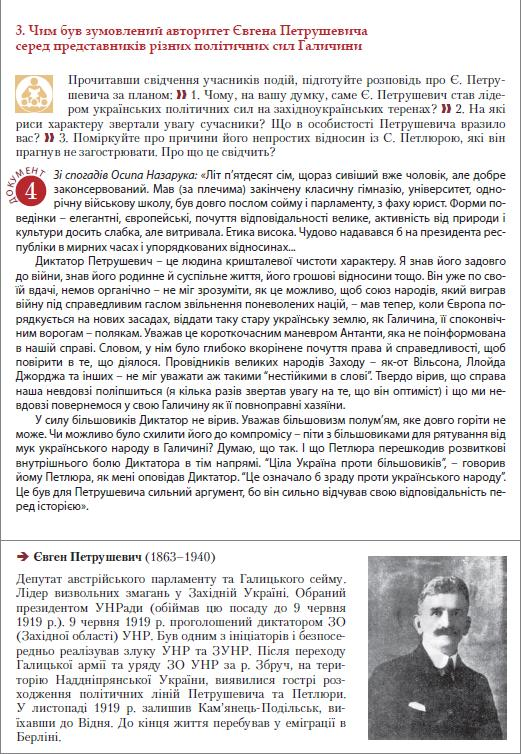 3. Чим був зумовлений авторитет Євгена Петрушевича
серед представників різних політичних сил Галичини
Прочитавши свідчення учасників подій, підготуйте розповідь про Є. Петру-
шевича за планом: 1. Чому, на вашу думку, саме Є. Петрушевич став ліде-
ром українських політичних сил на західноукраїнських теренах? 2. На які
риси характеру звертали увагу сучасники? Що в особистості Петрушевича вразило
вас? 3. Поміркуйте про причини його непростих відносин із С. Петлюрою, які він
прагнув не загострювати. Про що це свідчить?
ДОКУМЕНТ
4
Зі спогадів Осипа Назарука: «Літ п'ятдесят сім, щораз сивіший вже чоловік, але добре
законсервований. Мав (за плечима) закінчену класичну гімназію, університет, одно-
річну військову школу, був довго послом сойму і парламенту, з фаху юрист. Форми по-
ведінки – елегантні, європейські, почуття відповідальності велике, активність від природи і
культури досить слабка, але витривала. Етика висока. Чудово надавався б на президента рес-
публіки в мирних часах і упорядкованих відносинах...
Диктатор Петрушевич – це людина кришталевої чистоти характеру. Я знав його задовго
до війни, знав його родинне й суспільне життя, його грошові відносини тощо. Він уже по сво-
їй вдачі, немов органічно – не міг зрозуміти, як це можливо, щоб союз народів, який виграв
війну під справедливим гаслом звільнення поневолених націй, – мав тепер, коли Європа по-
рядкується на нових засадах, віддати таку стару українську землю, як Галичина, її споконвіч-
ним ворогам – полякам. Уважав це короткочасним маневром Антанти, яка не поінформована
в нашій справі. Словом, у нім було глибоко вкорінене почуття права й справедливості, щоб
повірити в те, що діялося. Провідників великих народів Заходу – як-от Вільсона, Ллойда
Джорджа та інших – не міг уважати аж такими "нестійкими в слові". Твердо вірив, що справа
наша невдовзі поліпшиться (я кілька разів звертав увагу на те, що він оптиміст) і що ми не-
вдовзі повернемося у свою Галичину як її повноправні хазяїни.
У силу більшовиків Диктатор не вірив. Уважав більшовизм полум'ям, яке довго горіти не
може. Чи можливо було схилити його до компромісу – піти з більшовиками для рятування від
мук українського народу в Галичині? Думаю, що так. І що Петлюра перешкодив розвиткові
внутрішнього болю Диктатора в тім напрямі. "Ціла Україна проти більшовиків", – говорив
йому Петлюра, як мені оповідав Диктатор. "Це означало б зраду проти українського народу".
Це був для Петрушевича сильний аргумент, бо він сильно відчував свою відповідальність пе-
ред історією».
Євген Петрушевич (1863–1940)
Депутат австрійського парламенту та Галицького сейму.
Лідер визвольних змагань у Західній Україні. Обраний
президентом УНРади (обіймав цю посаду до 9 червня
1919 р.). 9 червня 1919 р. проголошений диктатором ЗО
(Західної області) УНР. Був одним з ініціаторів і безпосе-
редньо реалізував злуку УНР та ЗУНР. Після переходу
Галицької армії та уряду ЗО УНР за р. Збруч, на тери-
торію Наддніпрянської України, виявилися гострі роз-
ходження політичних ліній Петрушевича та Петлюри.
У листопаді 1919 р. залишив Кам'янець-Подільськ, ви-
їхавши до Відня. До кінця життя перебував у еміграції в
Берліні.